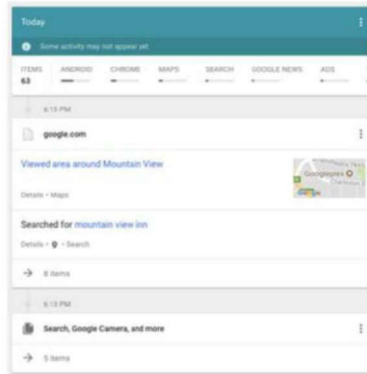 Today
Some activity may not appear yet
ITEMS ANDROID CHROME MAPS SEARCH GOOGLE NEWS ADS
63
6:15 PM
google.com
Viewed area around Mountain View
Googleplex
Details • Maps
Searched for mountain view inn
Details • Search
8 items
6:13 PM
Search, Google Camera, and more
5 items